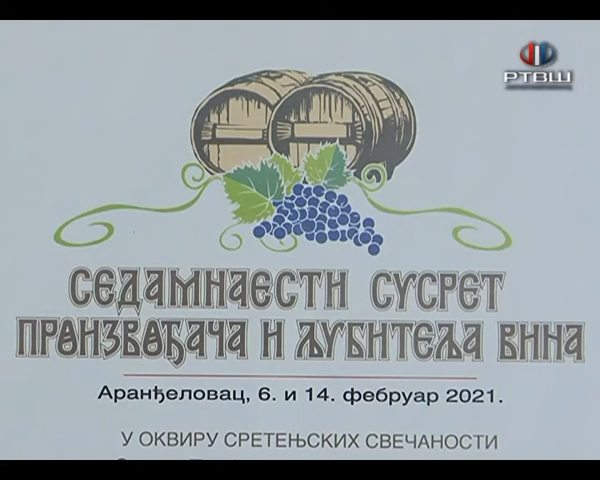 РТВШ
СЕДАМНАЕСТИ СУСРЕТ
ПРОИЗВОЂАЧА И ЉУБИТЕЉА ВИНА
Аранђеловац, 6. и 14. фебруар 2021.
У ОКВИРУ СРЕТЕЊСКИХ СВЕЧАНОСТИ